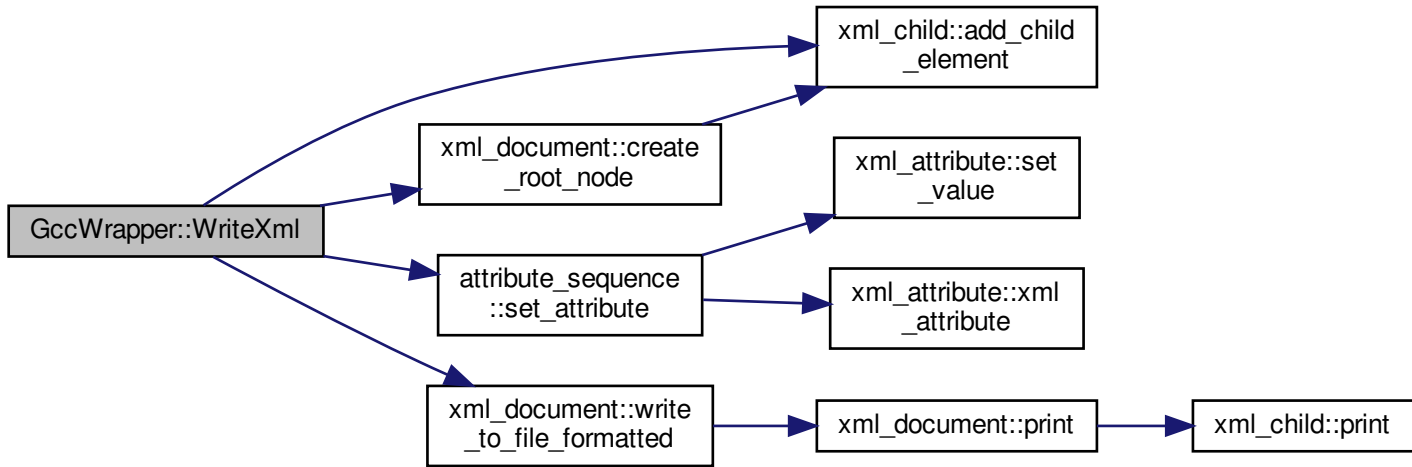 GccWrapper::WriteXml
xml_child::add_child
_element
xml_document::create
_root_node
attribute_sequence
::set_attribute
xml_attribute::set
_value
xml_attribute::xml
_attribute
xml_document::write
_to_file_formatted
xml_document::print
xml_child::print